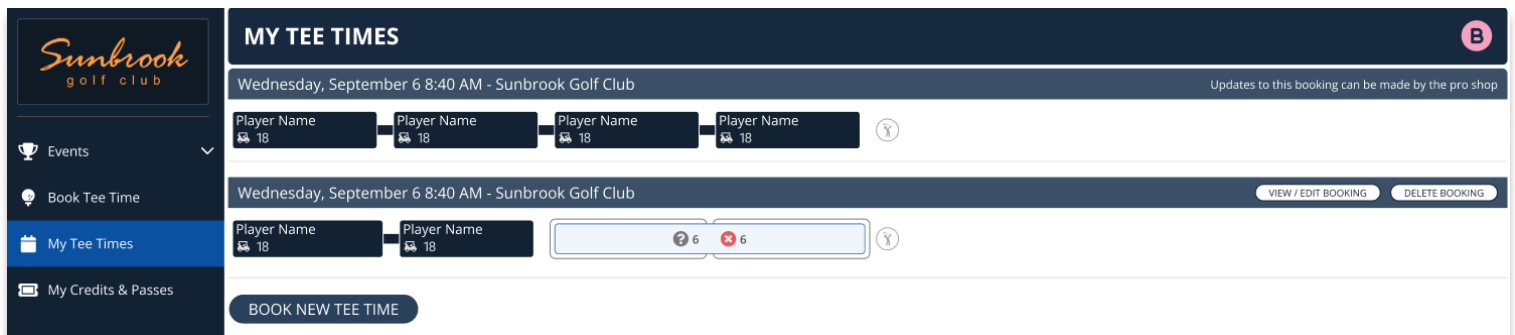 Sunbrook
golf club
Events
Book Tee Time
My Tee Times
My Credits & Passes
MY TEE TIMES
B
Wednesday, September 6 8:40 AM - Sunbrook Golf Club
Updates to this booking can be made by the pro shop
Player Name Player Name Player Name Player Name
18 18 18 18
Wednesday, September 6 8:40 AM - Sunbrook Golf Club
VIEW / EDIT BOOKING DELETE BOOKING
Player Name Player Name
18 18
? 6 6
BOOK NEW TEE TIME